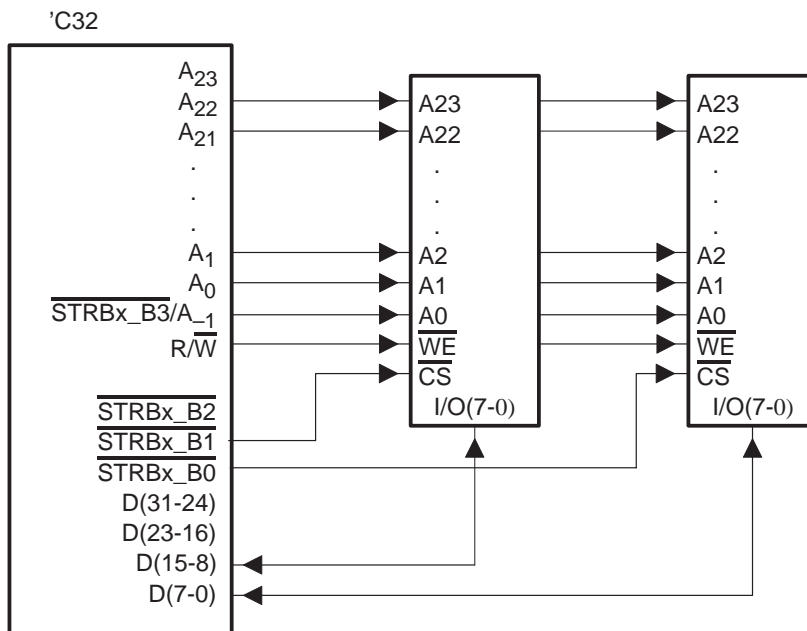 'C32
A23
A22
A21
.
.
.
A1
A0
STRBx_B3/A–1
R/W
STRBx_B2
STRBx_B1
STRBx_B0
D(31-24)
D(23-16)
D(15-8)
D(7-0)
A23
A22
.
.
.
A2
A1
A0
WE
CS
I/O(7-0)
A23
A22
.
.
.
A2
A1
A0
WE
CS
I/O(7-0)